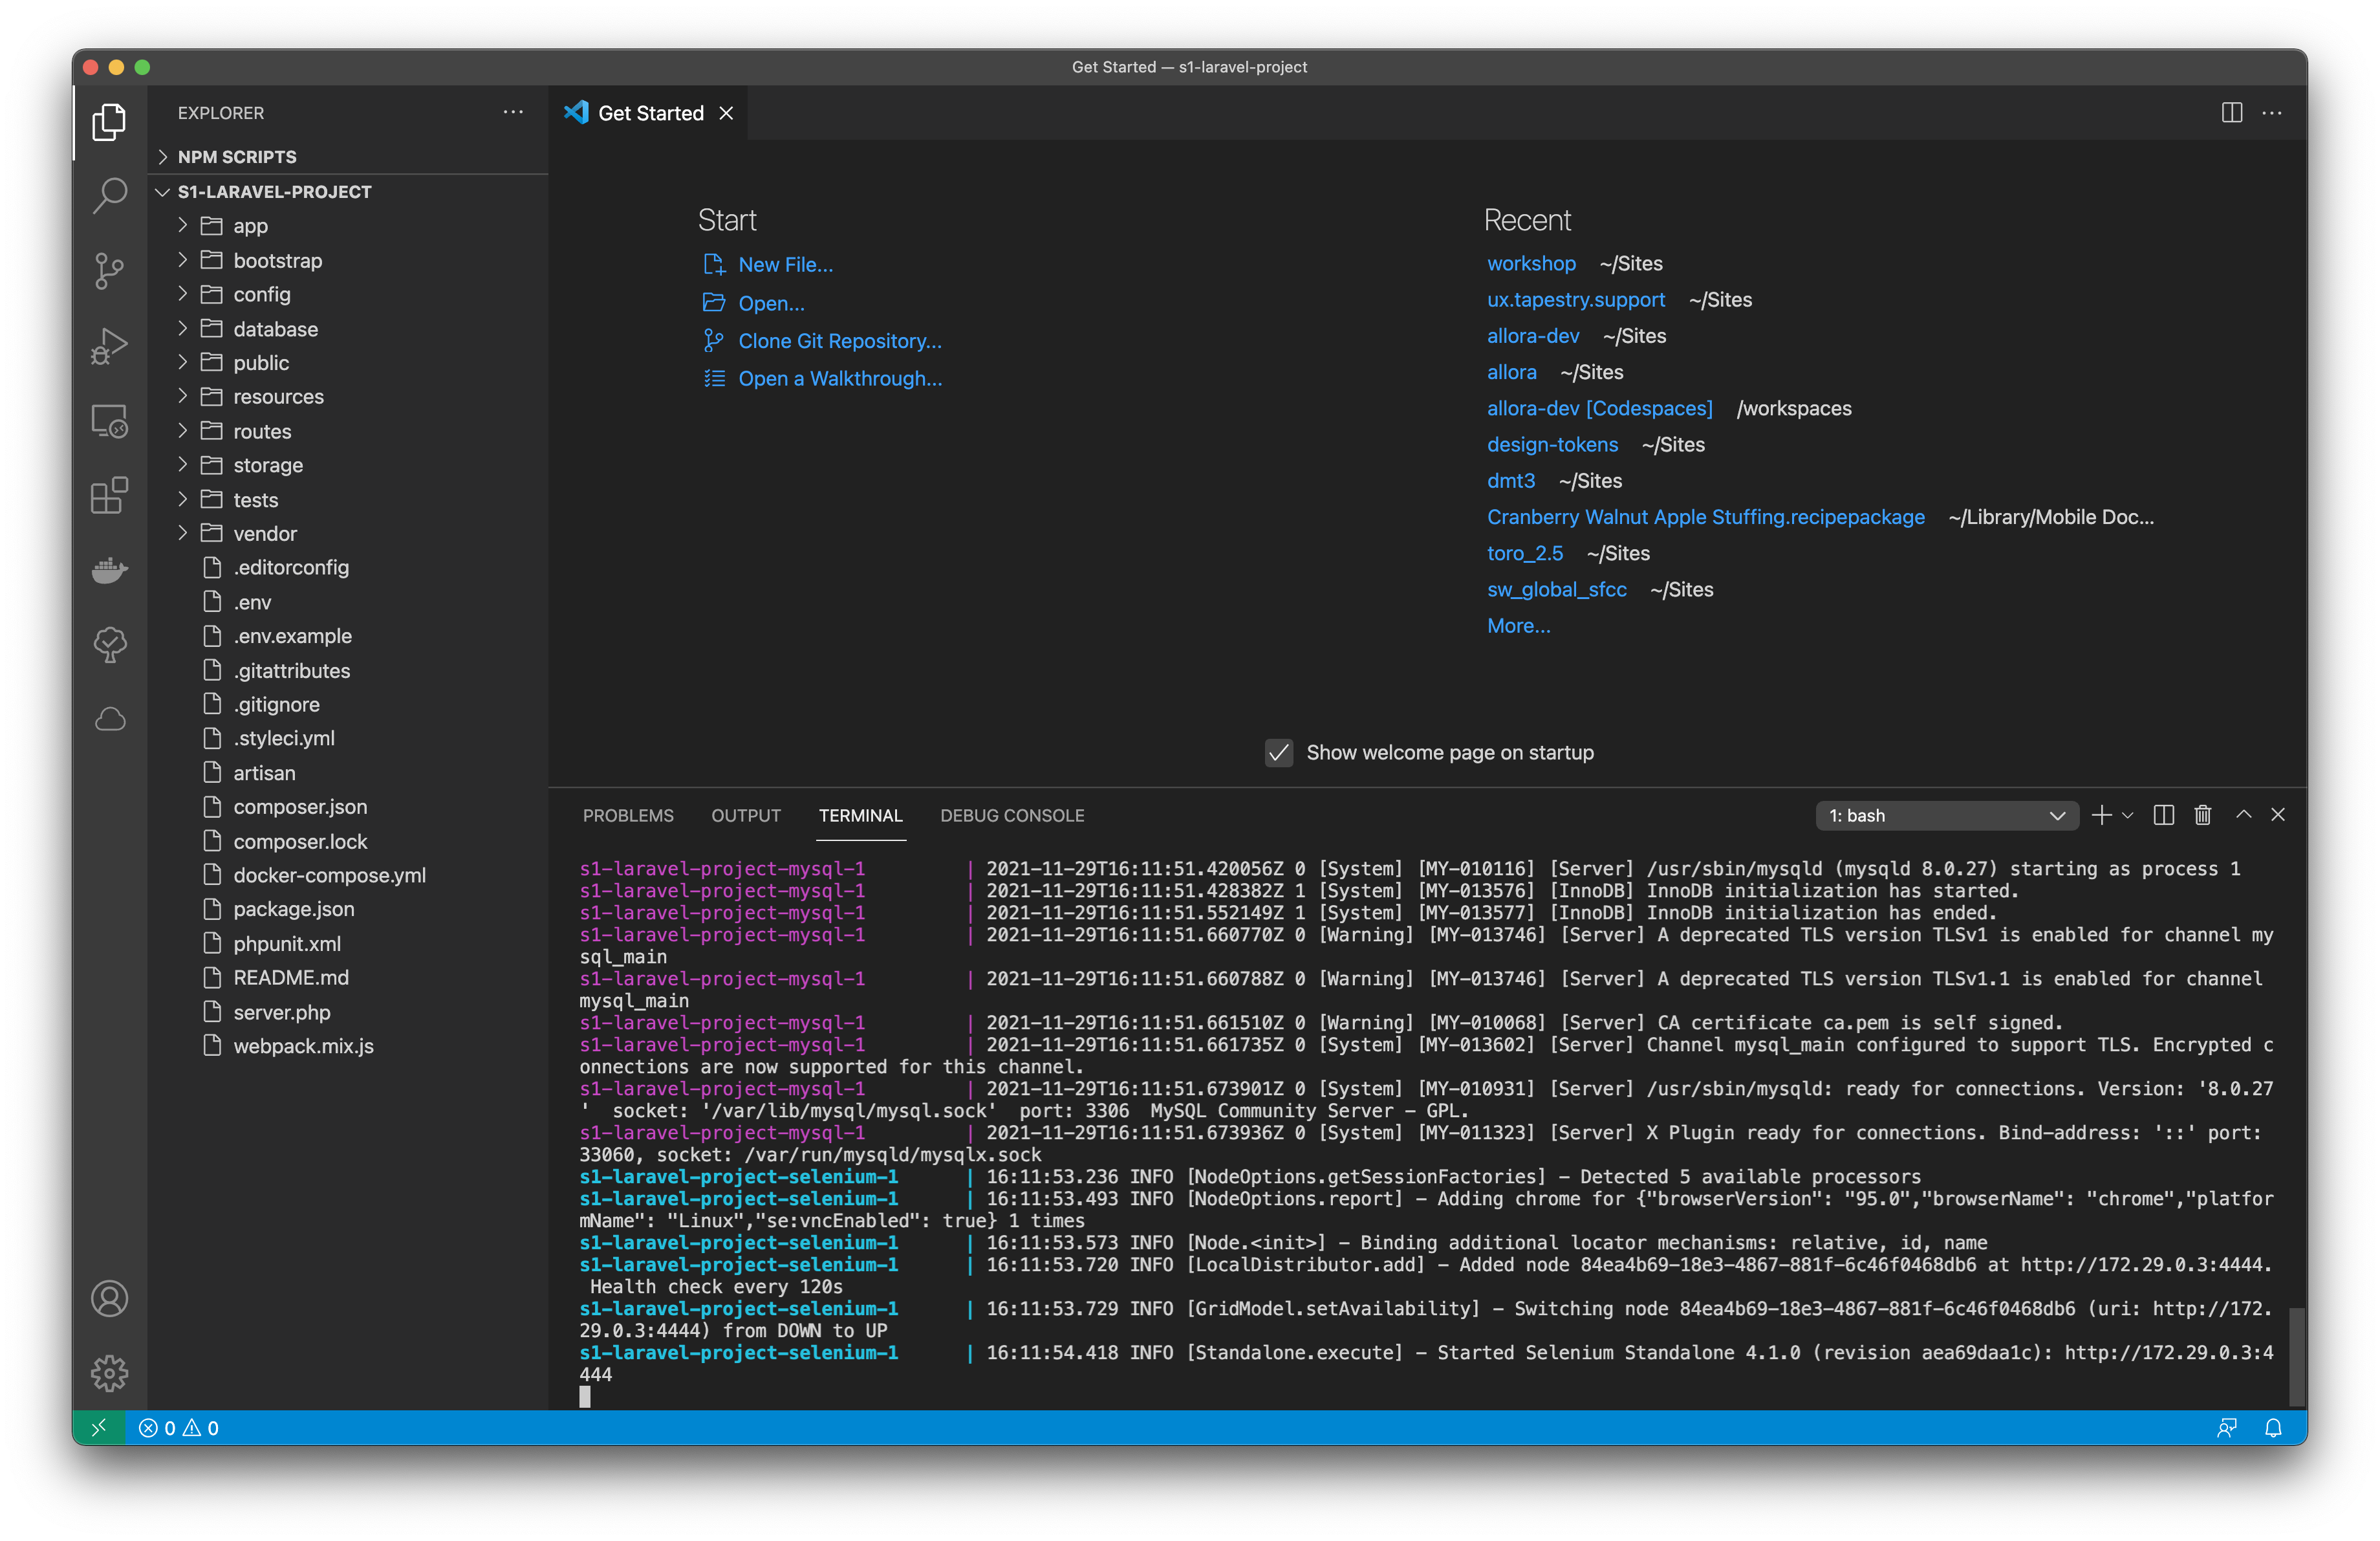 Get Started — s1-laravel-project
EXPLORER
NPM SCRIPTS
S1-LARAVEL-PROJECT
app
bootstrap
config
database
public
resources
routes
storage
tests
vendor
.editorconfig
.env
.env.example
.gitattributes
.gitignore
.styleci.yml
artisan
composer.json
composer.lock
docker-compose.yml
package.json
phpunit.xml
README.md
server.php
webpack.mix.js
Get Started
Start
New File...
Open...
Clone Git Repository...
Open a Walkthrough...
Recent
workshop ~/Sites
ux.tapestry.support ~/Sites
allora-dev ~/Sites
allora ~/Sites
allora-dev [Codespaces] /workspaces
design-tokens ~/Sites
dmt3 ~/Sites
Cranberry Walnut Apple Stuffing.recipepackage ~/Library/Mobile Doc...
toro_2.5 ~/Sites
sw_global_sfcc ~/Sites
More...
Show welcome page on startup
PROBLEMS OUTPUT TERMINAL DEBUG CONSOLE 1: bash
s1-laravel-project-mysql-1 | 2021-11-29T16:11:51.420056Z 0 [System] [MY-010116] [Server] /usr/sbin/mysqld (mysqld 8.0.27) starting as process 1
s1-laravel-project-mysql-1 | 2021-11-29T16:11:51.428382Z 1 [System] [MY-013576] [InnoDB] InnoDB initialization has started.
s1-laravel-project-mysql-1 | 2021-11-29T16:11:51.552149Z 1 [System] [MY-013577] [InnoDB] InnoDB initialization has ended.
s1-laravel-project-mysql-1 | 2021-11-29T16:11:51.660770Z 0 [Warning] [MY-013746] [Server] A deprecated TLS version TLSv1 is enabled for channel my
sql_main
s1-laravel-project-mysql-1 | 2021-11-29T16:11:51.660788Z 0 [Warning] [MY-013746] [Server] A deprecated TLS version TLSv1.1 is enabled for channel
mysql_main
s1-laravel-project-mysql-1 | 2021-11-29T16:11:51.661510Z 0 [Warning] [MY-010068] [Server] CA certificate ca.pem is self signed.
s1-laravel-project-mysql-1 | 2021-11-29T16:11:51.661735Z 0 [System] [MY-013602] [Server] Channel mysql_main configured to support TLS. Encrypted c
onnections are now supported for this channel.
s1-laravel-project-mysql-1 | 2021-11-29T16:11:51.673901Z 0 [System] [MY-010931] [Server] /usr/sbin/mysqld: ready for connections. Version: '8.0.27
'  socket: '/var/lib/mysql/mysql.sock'  port: 3306  MySQL Community Server – GPL.
s1-laravel-project-mysql-1 | 2021-11-29T16:11:51.673936Z 0 [System] [MY-011323] [Server] X Plugin ready for connections. Bind-address: '::' port:
33060, socket: /var/run/mysqld/mysqlx.sock
s1-laravel-project-selenium-1 | 16:11:53.236 INFO [NodeOptions.getSessionFactories] – Detected 5 available processors
s1-laravel-project-selenium-1 | 16:11:53.493 INFO [NodeOptions.report] – Adding chrome for {"browserVersion": "95.0","browserName": "chrome","platfor
mName": "Linux","se:vncEnabled": true} 1 times
s1-laravel-project-selenium-1 | 16:11:53.573 INFO [Node.<init>] – Binding additional locator mechanisms: relative, id, name
s1-laravel-project-selenium-1 | 16:11:53.720 INFO [LocalDistributor.add] – Added node 84ea4b69-18e3-4867-881f-6c46f0468db6 at http://172.29.0.3:4444.
Health check every 120s
s1-laravel-project-selenium-1 | 16:11:53.729 INFO [GridModel.setAvailability] – Switching node 84ea4b69-18e3-4867-881f-6c46f0468db6 (uri: http://172.
29.0.3:4444) from DOWN to UP
s1-laravel-project-selenium-1 | 16:11:54.418 INFO [Standalone.execute] – Started Selenium Standalone 4.1.0 (revision aea69daa1c): http://172.29.0.3:4
444
0 0